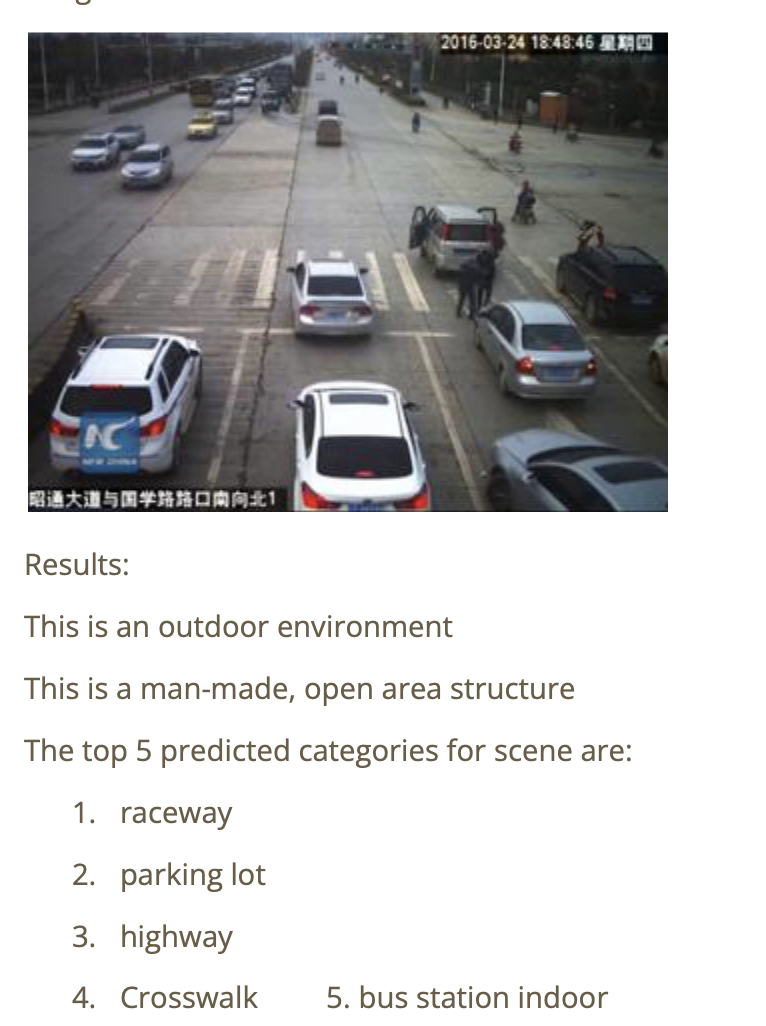 2016-03-24 18:48:46 星期四
NEW CHINA
昭通大道与国学路路口南向北1
Results:
This is an outdoor environment
This is a man-made, open area structure
The top 5 predicted categories for scene are:
1. raceway
2. parking lot
3. highway
4. Crosswalk 5. bus station indoor